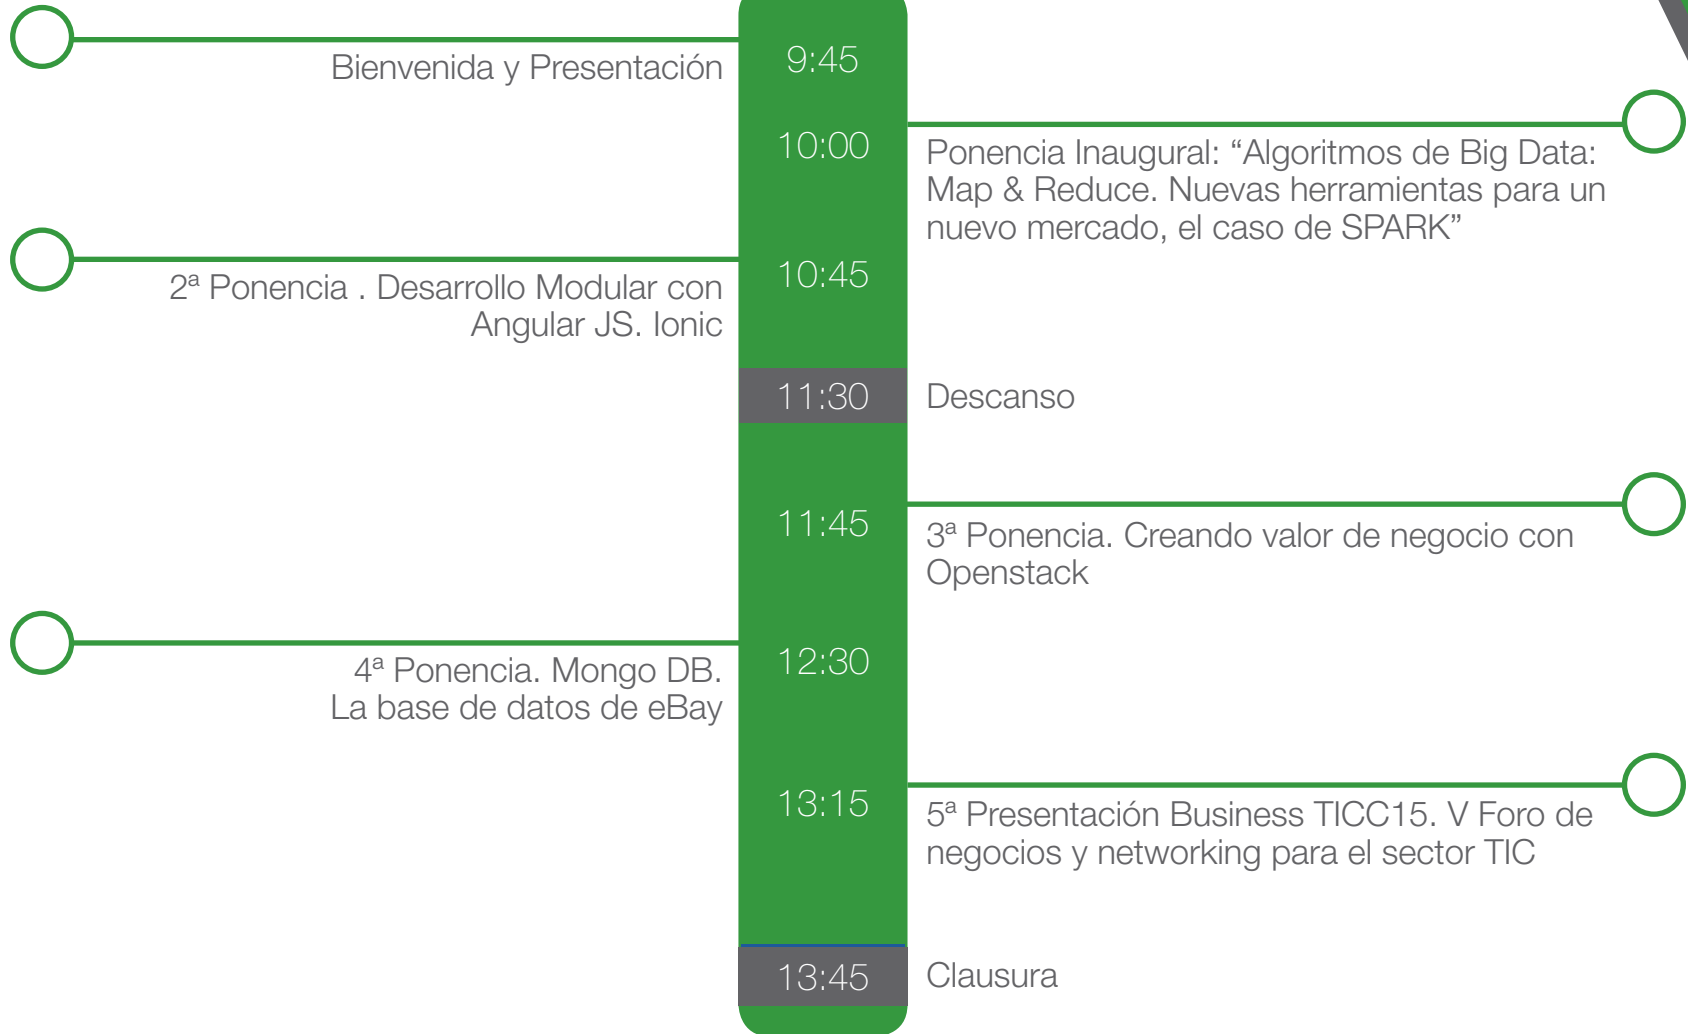 9:45
Bienvenida y Presentación
10:00
Ponencia Inaugural: “Algoritmos de Big Data:
Map & Reduce. Nuevas herramientas para un
nuevo mercado, el caso de SPARK”
10:45
2ª Ponencia . Desarrollo Modular con
Angular JS. Ionic
11:30
Descanso
11:45
3ª Ponencia. Creando valor de negocio con
Openstack
12:30
4ª Ponencia. Mongo DB.
La base de datos de eBay
13:15
5ª Presentación Business TICC15. V Foro de
negocios y networking para el sector TIC
13:45
Clausura